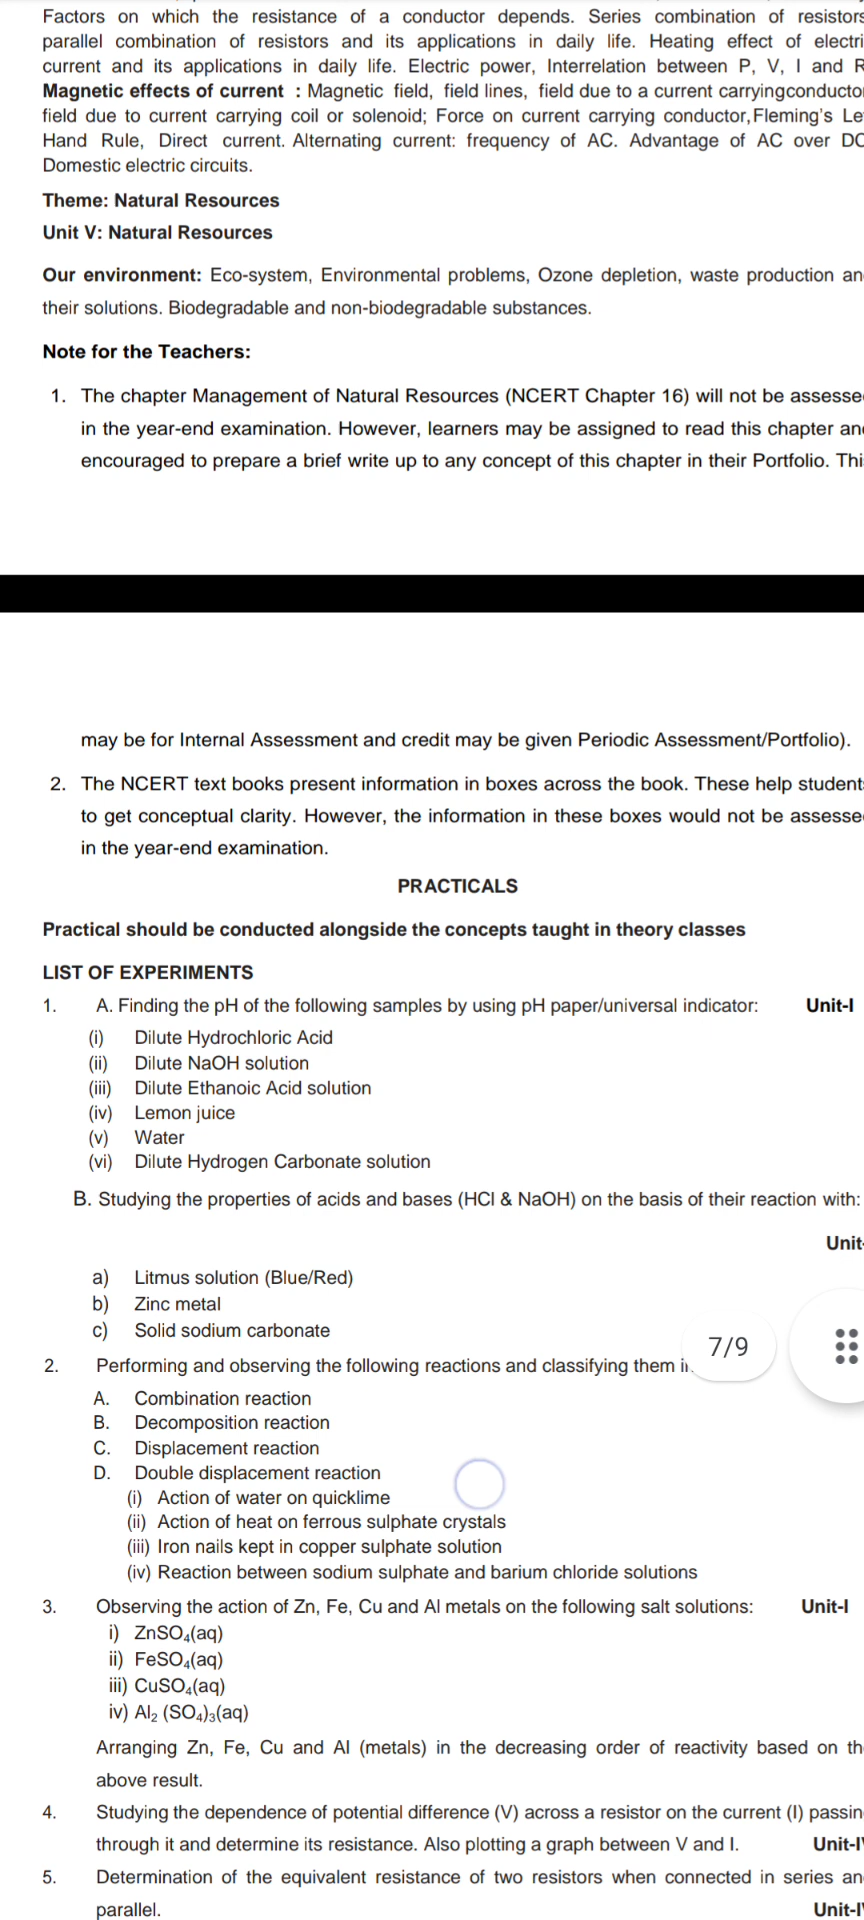 Factors on which the resistance of a conductor depends. Series combination of resistors
parallel combination of resistors and its applications in daily life. Heating effect of electri
current and its applications in daily life. Electric power, Interrelation between P, V, I and R
Magnetic effects of current : Magnetic field, field lines, field due to a current carryingconducto
field due to current carrying coil or solenoid; Force on current carrying conductor,Fleming's Le
Hand Rule, Direct current. Alternating current: frequency of AC. Advantage of AC over DC
Domestic electric circuits.
Theme: Natural Resources
Unit V: Natural Resources
Our environment: Eco-system, Environmental problems, Ozone depletion, waste production an
their solutions. Biodegradable and non-biodegradable substances.
Note for the Teachers:
1. The chapter Management of Natural Resources (NCERT Chapter 16) will not be assesse
in the year-end examination. However, learners may be assigned to read this chapter an
encouraged to prepare a brief write up to any concept of this chapter in their Portfolio. Thi
may be for Internal Assessment and credit may be given Periodic Assessment/Portfolio).
2. The NCERT text books present information in boxes across the book. These help student
to get conceptual clarity. However, the information in these boxes would not be assesse
in the year-end examination.
PRACTICALS
Practical should be conducted alongside the concepts taught in theory classes
LIST OF EXPERIMENTS
1. A. Finding the pH of the following samples by using pH paper/universal indicator: Unit-I
(i) Dilute Hydrochloric Acid
(ii) Dilute NaOH solution
(iii) Dilute Ethanoic Acid solution
(iv) Lemon juice
(v) Water
(vi) Dilute Hydrogen Carbonate solution
B. Studying the properties of acids and bases (HCl & NaOH) on the basis of their reaction with:
Unit-
a) Litmus solution (Blue/Red)
b) Zinc metal
c) Solid sodium carbonate
7/9
2. Performing and observing the following reactions and classifying them
A. Combination reaction
B. Decomposition reaction
C. Displacement reaction
D. Double displacement reaction
(i) Action of water on quicklime
(ii) Action of heat on ferrous sulphate crystals
(iii) Iron nails kept in copper sulphate solution
(iv) Reaction between sodium sulphate and barium chloride solutions
3. Observing the action of Zn, Fe, Cu and Al metals on the following salt solutions: Unit-I
i) ZnSO₄(aq)
ii) FeSO₄(aq)
iii) CuSO₄(aq)
iv) Al₂ (SO₄)₃(aq)
Arranging Zn, Fe, Cu and Al (metals) in the decreasing order of reactivity based on th
above result.
4. Studying the dependence of potential difference (V) across a resistor on the current (I) passin
through it and determine its resistance. Also plotting a graph between V and I. Unit-I
5. Determination of the equivalent resistance of two resistors when connected in series an
parallel. Unit-I